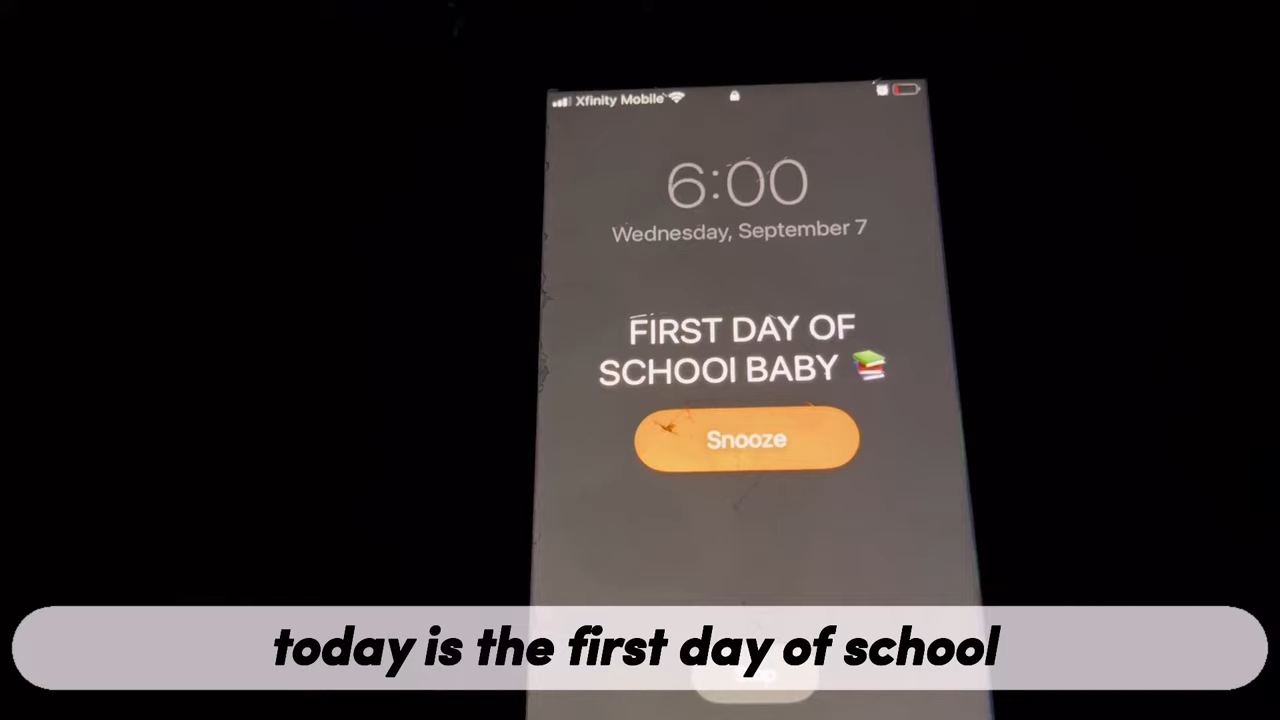 Xfinity Mobile
6:00
Wednesday, September 7
FIRST DAY OF
SCHOOl BABY 📚
Snooze
today is the first day of school